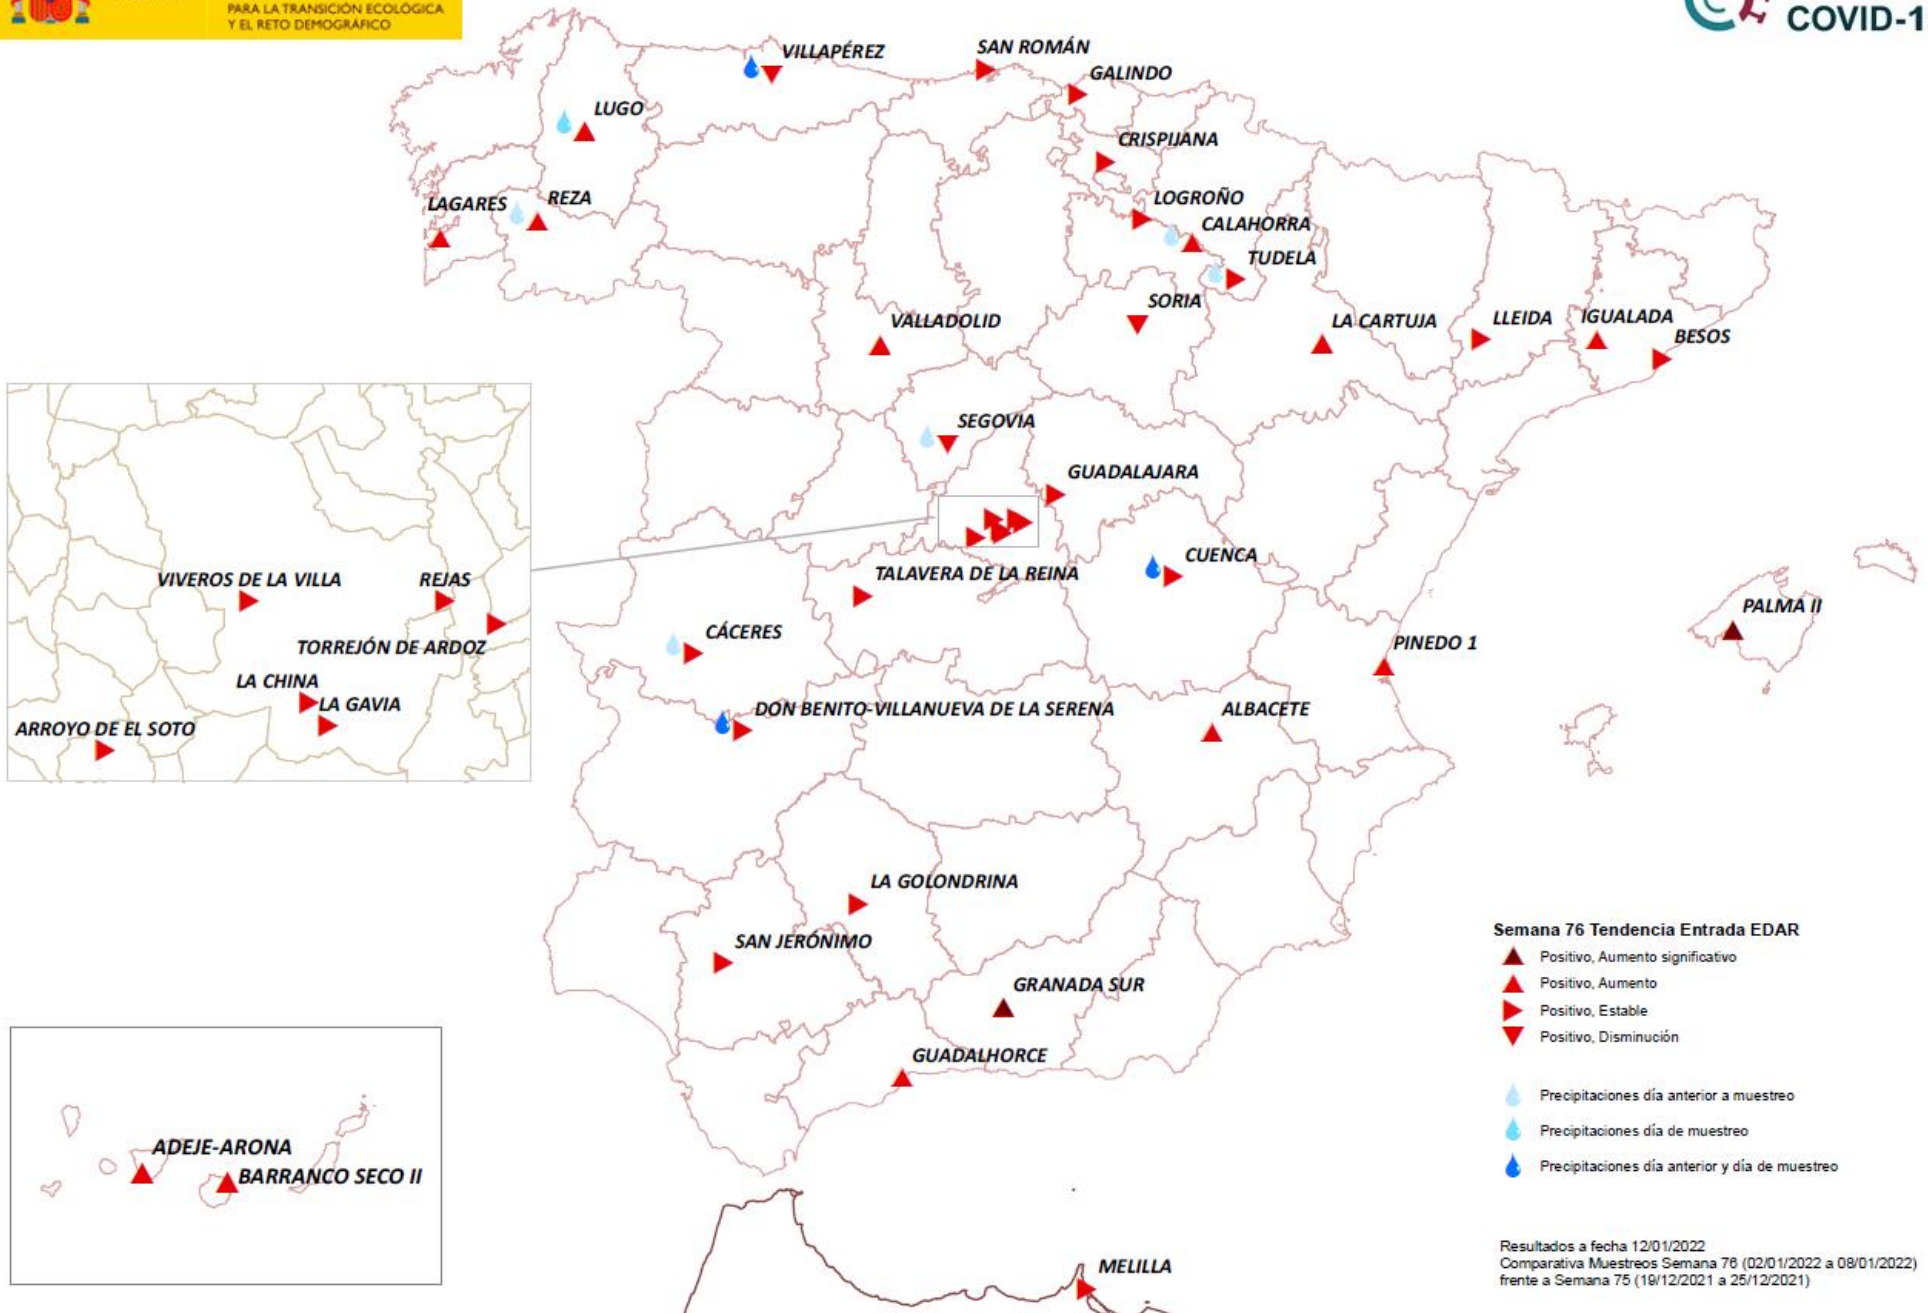 PARA LA TRANSICIÓN ECOLÓGICA
Y EL RETO DEMOGRÁFICO
COVID-1
VILLAPÉREZ
SAN ROMÁN
GALINDO
LUGO
CRISPIJANA
LAGARES
REZA
LOGROÑO
CALAHORRA
TUDELA
SORIA
VALLADOLID
LA CARTUJA
LLEIDA
IGUALADA
BESOS
SEGOVIA
GUADALAJARA
CUENCA
TALAVERA DE LA REINA
VIVEROS DE LA VILLA
REJAS
TORREJÓN DE ARDOZ
LA CHINA
LA GAVIA
ARROYO DE EL SOTO
CÁCERES
PALMA II
PINEDO 1
DON BENITO-VILLANUEVA DE LA SERENA
ALBACETE
LA GOLONDRINA
SAN JERÓNIMO
GRANADA SUR
GUADALHORCE
ADEJE-ARONA
BARRANCO SECO II
MELILLA
Semana 76 Tendencia Entrada EDAR
Positivo, Aumento significativo
Positivo, Aumento
Positivo, Estable
Positivo, Disminución
Precipitaciones día anterior a muestreo
Precipitaciones día de muestreo
Precipitaciones día anterior y día de muestreo
Resultados a fecha 12/01/2022
Comparativa Muestreos Semana 76 (02/01/2022 a 08/01/2022)
frente a Semana 75 (19/12/2021 a 25/12/2021)